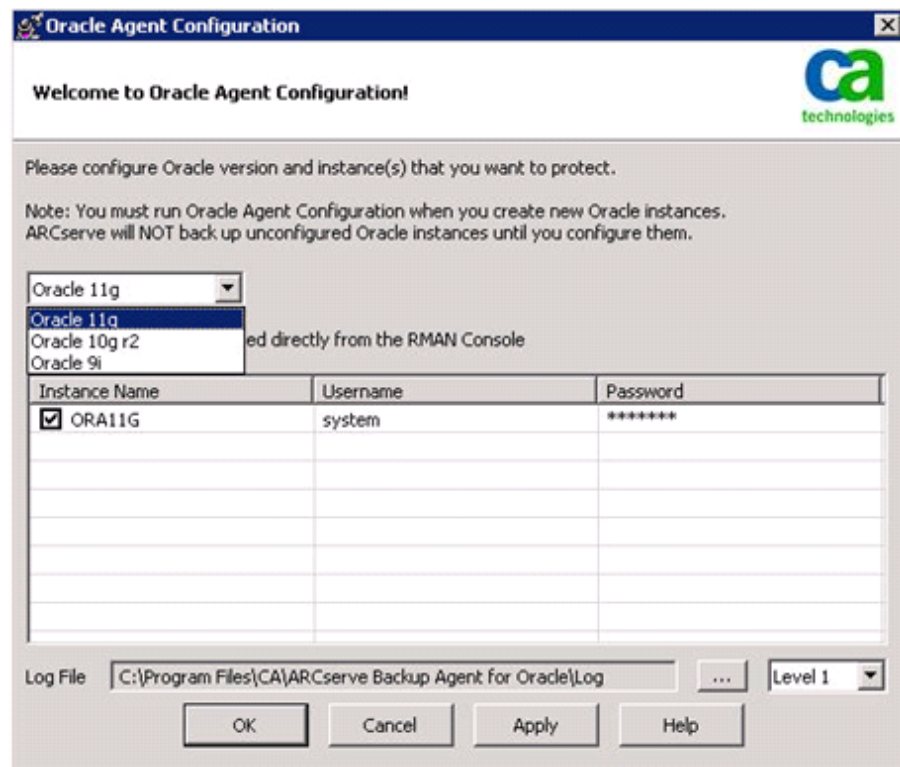 Oracle Agent Configuration
Welcome to Oracle Agent Configuration!
ca
technologies
Please configure Oracle version and instance(s) that you want to protect.
Note: You must run Oracle Agent Configuration when you create new Oracle instances.
ARCserve will NOT back up unconfigured Oracle instances until you configure them.
Oracle 11g
Oracle 11g
Oracle 10g r2
Oracle 9i
ed directly from the RMAN Console
Instance Name Username Password
ORA11G system *******
Log File C:\Program Files\CA\ARCserve Backup Agent for Oracle\Log ... Level 1
OK Cancel Apply Help